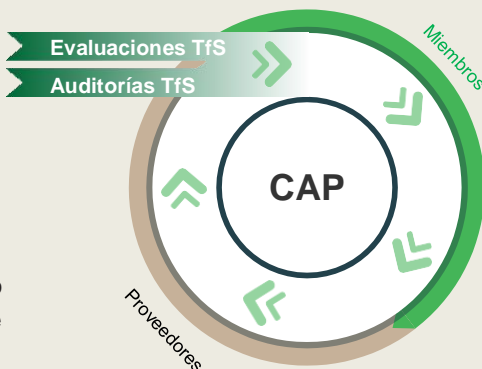 Evaluaciones TfS
Auditorías TfS
Miembros
CAP
Proveedores